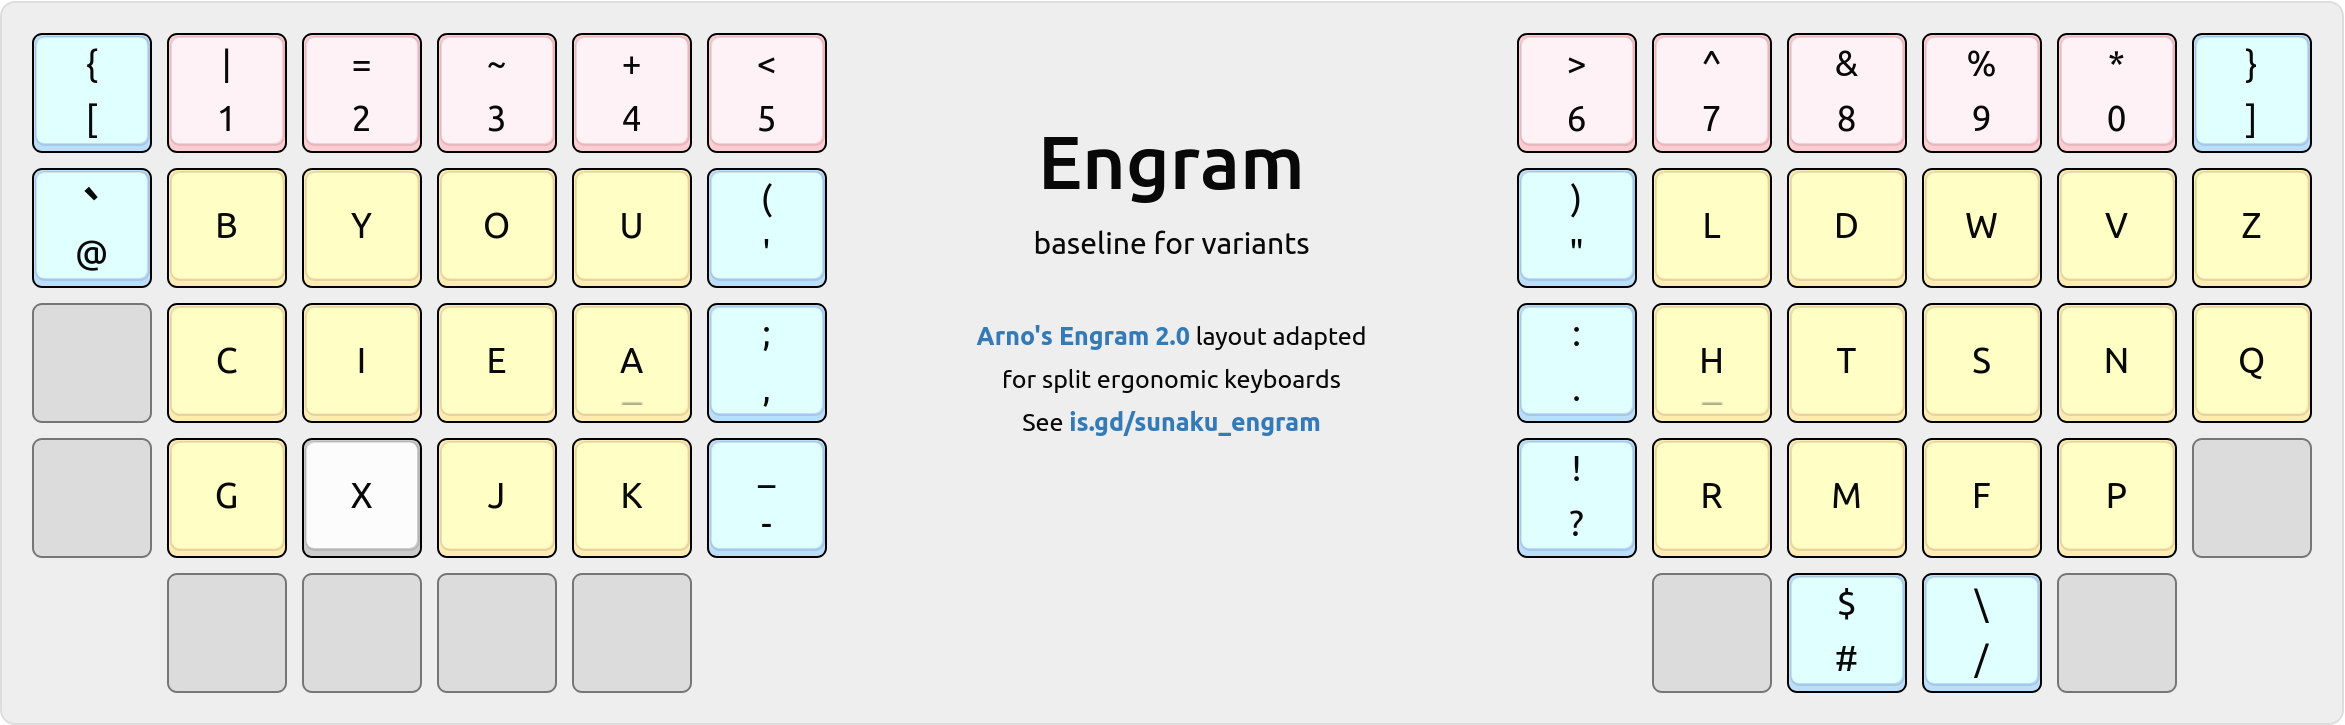 { | = ~ + < > ^ & % * }
[ 1 2 3 4 5 6 7 8 9 0 ]
Engram
` ( )
@ B Y O U ' " L D W V Z
baseline for variants
; :
Arno's Engram 2.0 layout adapted
C I E A , . H T S N Q
_ _
for split ergonomic keyboards
See is.gd/sunaku_engram
_ !
G X J K - ? R M F P
$ \
# /